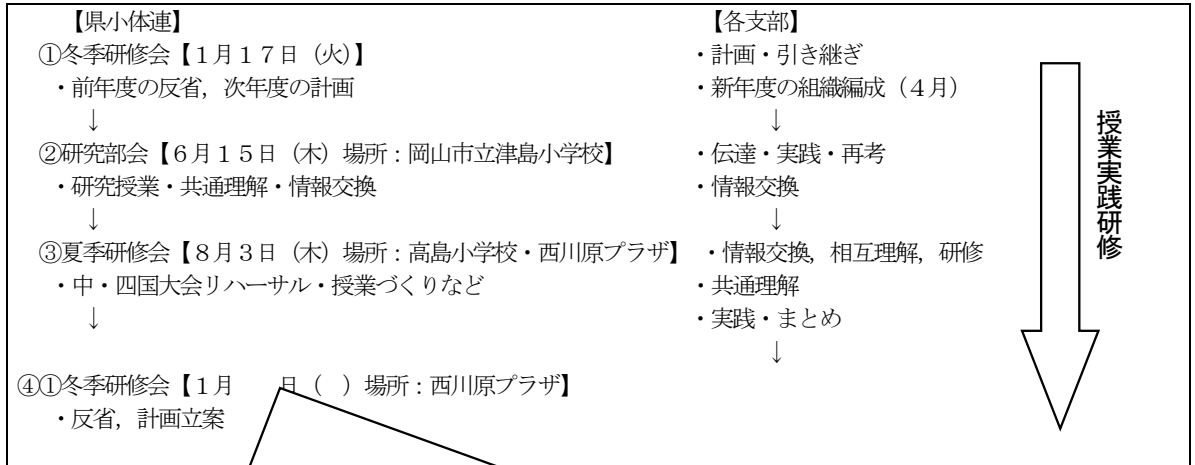 【県小体連】
①冬季研修会【1月17日（火）】
・前年度の反省，次年度の計画
↓
②研究部会【6月15日（木）場所：岡山市立津島小学校】
・研究授業・共通理解・情報交換
↓
③夏季研修会【8月3日（木）場所：高島小学校・西川原プラザ】
・中・四国大会リハーサル・授業づくりなど
↓
④①冬季研修会【1月　　日（　）場所：西川原プラザ】
・反省，計画立案
【各支部】
・計画・引き継ぎ
・新年度の組織編成（4月）
↓
・伝達・実践・再考
・情報交換
↓
・情報交換，相互理解，研修
・共通理解
・実践・まとめ
↓
授業実践研修